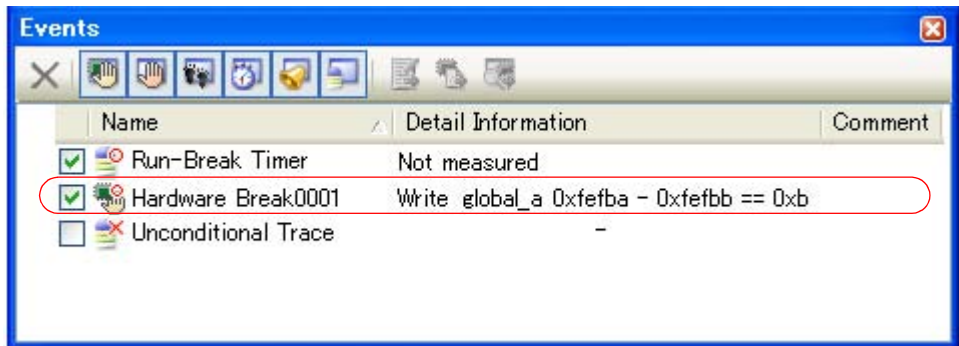 Events
Name Detail Information Comment
Run-Break Timer Not measured
Hardware Break0001 Write global_a 0xfefba - 0xfefbb == 0xb
Unconditional Trace -